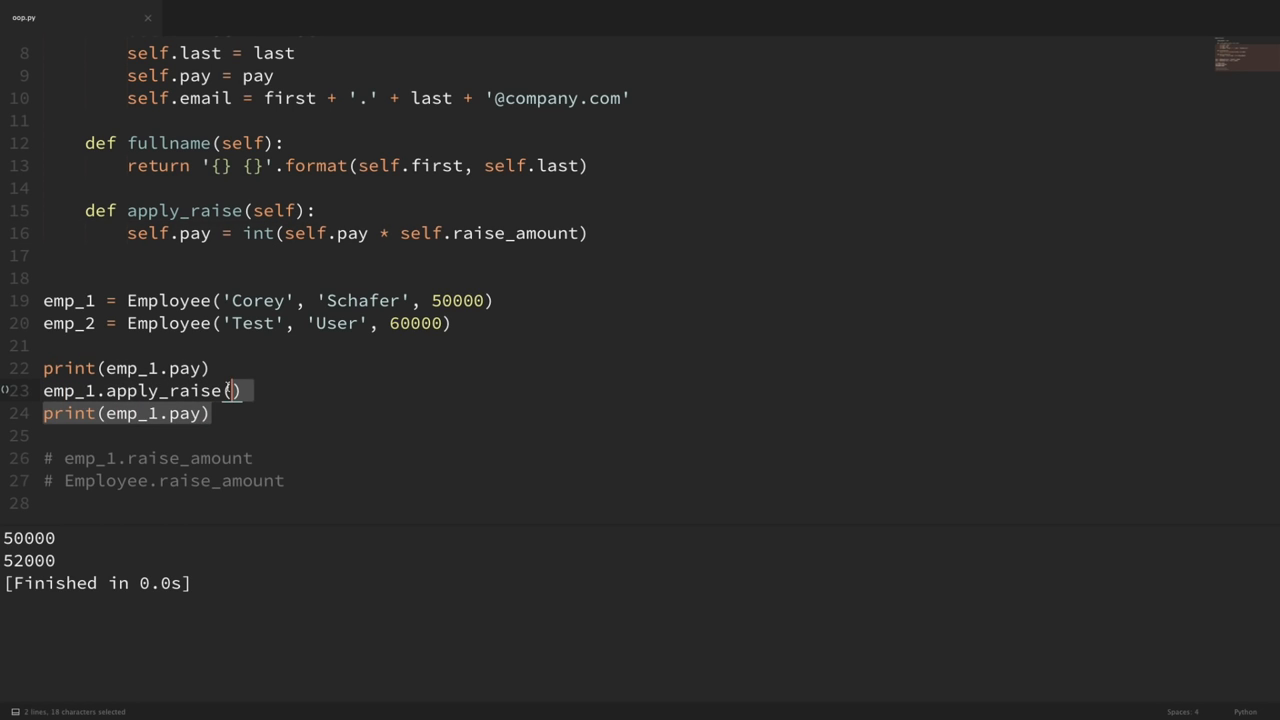 oop.py ×
8 self.last = last
9 self.pay = pay
10 self.email = first + '.' + last + '@company.com'
11
12 def fullname(self):
13 return '{} {}'.format(self.first, self.last)
14
15 def apply_raise(self):
16 self.pay = int(self.pay * self.raise_amount)
17
18
19 emp_1 = Employee('Corey', 'Schafer', 50000)
20 emp_2 = Employee('Test', 'User', 60000)
21
22 print(emp_1.pay)
()23 emp_1.apply_raise()
24 print(emp_1.pay)
25
26 # emp_1.raise_amount
27 # Employee.raise_amount
28
50000
52000
[Finished in 0.0s]
2 lines, 18 characters selected Spaces: 4 Python